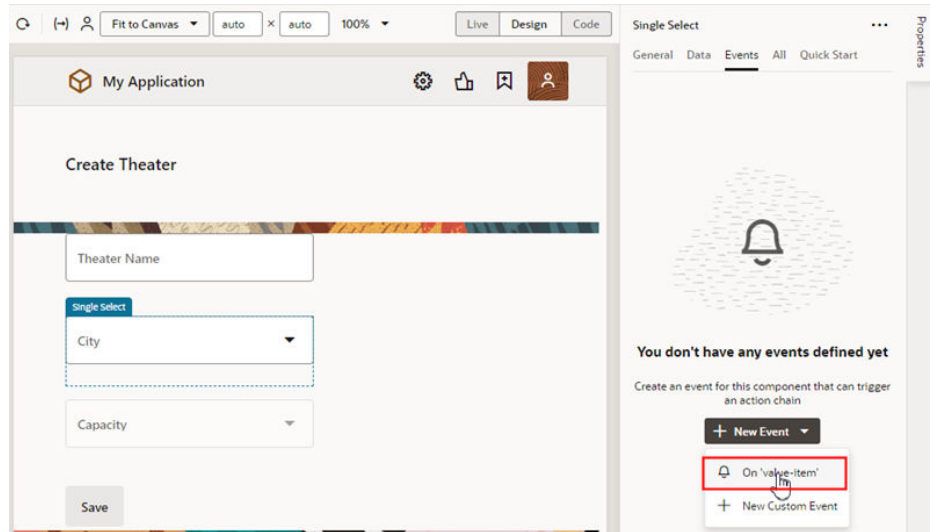 Fit to Canvas auto × auto 100% Live Design Code
Single Select
Properties
General Data Events All Quick Start
My Application
Create Theater
Theater Name
Single Select
City
Capacity
Save
You don't have any events defined yet
Create an event for this component that can trigger
an action chain
+ New Event
On 'value-item'
+ New Custom Event